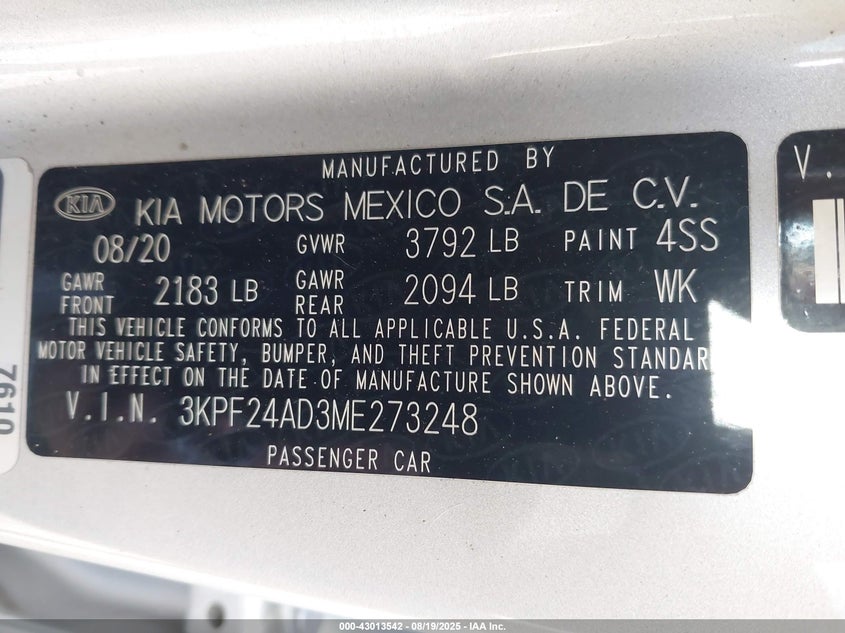 MANUFACTURED BY
KIA KIA MOTORS MEXICO S.A. DE C.V.
08/20 GVWR 3792 LB PAINT 4SS
GAWR FRONT 2183 LB GAWR REAR 2094 LB TRIM WK
THIS VEHICLE CONFORMS TO ALL APPLICABLE U.S.A. FEDERAL
MOTOR VEHICLE SAFETY, BUMPER, AND THEFT PREVENTION STANDAR
IN EFFECT ON THE DATE OF MANUFACTURE SHOWN ABOVE.
V.I.N. 3KPF24AD3ME273248
PASSENGER CAR
7610
V.
000-43013542 - 08/19/2025 - IAA Inc.